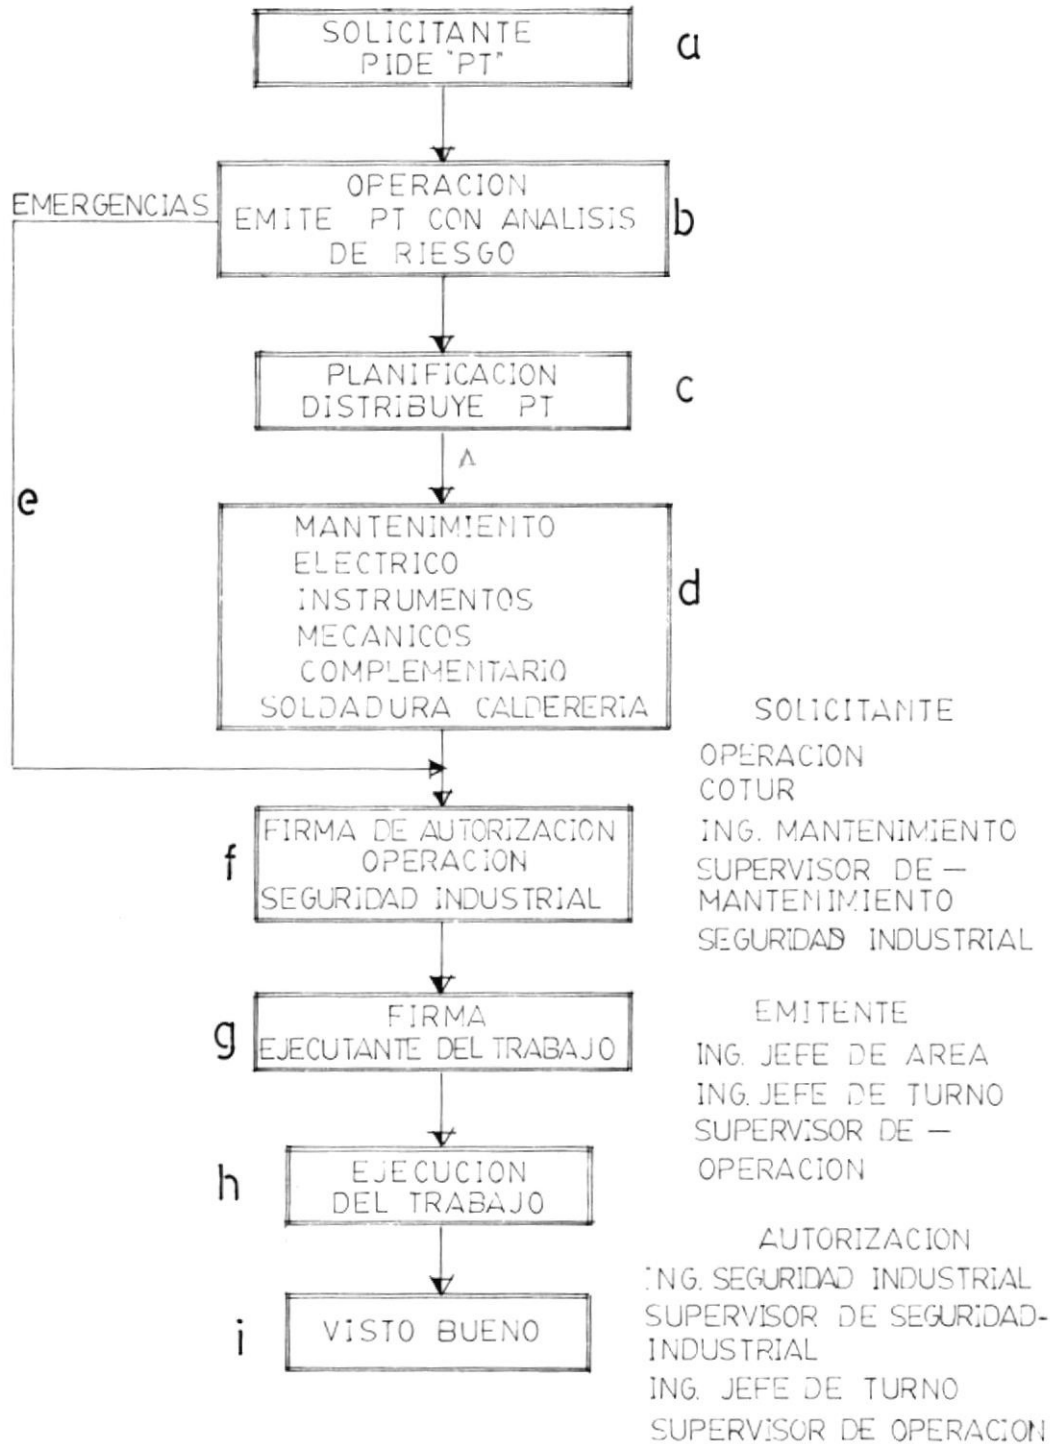 SOLICITANTE
PIDE "PT"
a
OPERACION
EMITE PT CON ANALISIS
DE RIESGO
b
EMERGENCIAS
PLANIFICACION
DISTRIBUYE PT
c
e
MANTENIMIENTO
ELECTRICO
INSTRUMENTOS
MECANICOS
COMPLEMENTARIO
SOLDADURA CALDERERIA
d
FIRMA DE AUTORIZACION
OPERACION
SEGURIDAD INDUSTRIAL
f
FIRMA
EJECUTANTE DEL TRABAJO
g
EJECUCION
DEL TRABAJO
h
VISTO BUENO
i
SOLICITANTE
OPERACION
COTUR
ING. MANTENIMIENTO
SUPERVISOR DE —
MANTENIMIENTO
SEGURIDAD INDUSTRIAL
EMITENTE
ING. JEFE DE AREA
ING. JEFE DE TURNO
SUPERVISOR DE —
OPERACION
AUTORIZACION
ING. SEGURIDAD INDUSTRIAL
SUPERVISOR DE SEGURIDAD-
INDUSTRIAL
ING. JEFE DE TURNO
SUPERVISOR DE OPERACION